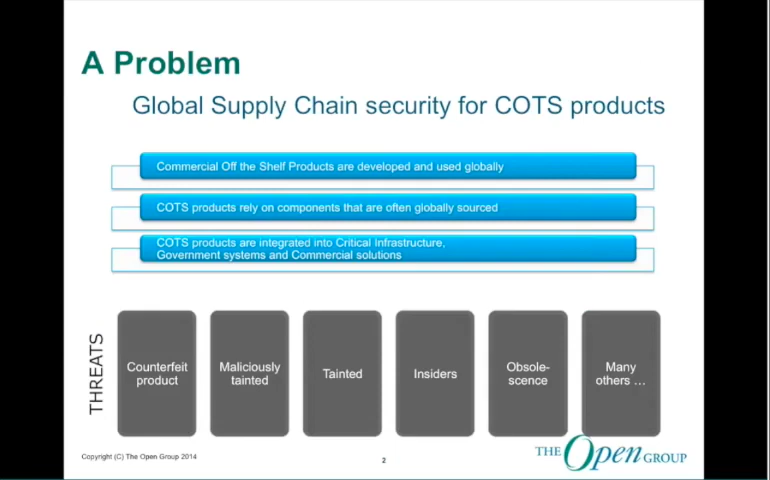 A Problem
Global Supply Chain security for COTS products
Commercial Off the Shelf Products are developed and used globally
COTS products rely on components that are often globally sourced
COTS products are integrated into Critical Infrastructure,
Government systems and Commercial solutions
THREATS
Counterfeit
product
Maliciously
tainted
Tainted
Insiders
Obsole-
scence
Many
others ...
Copyright (C) The Open Group 2014
2
THE Open GROUP